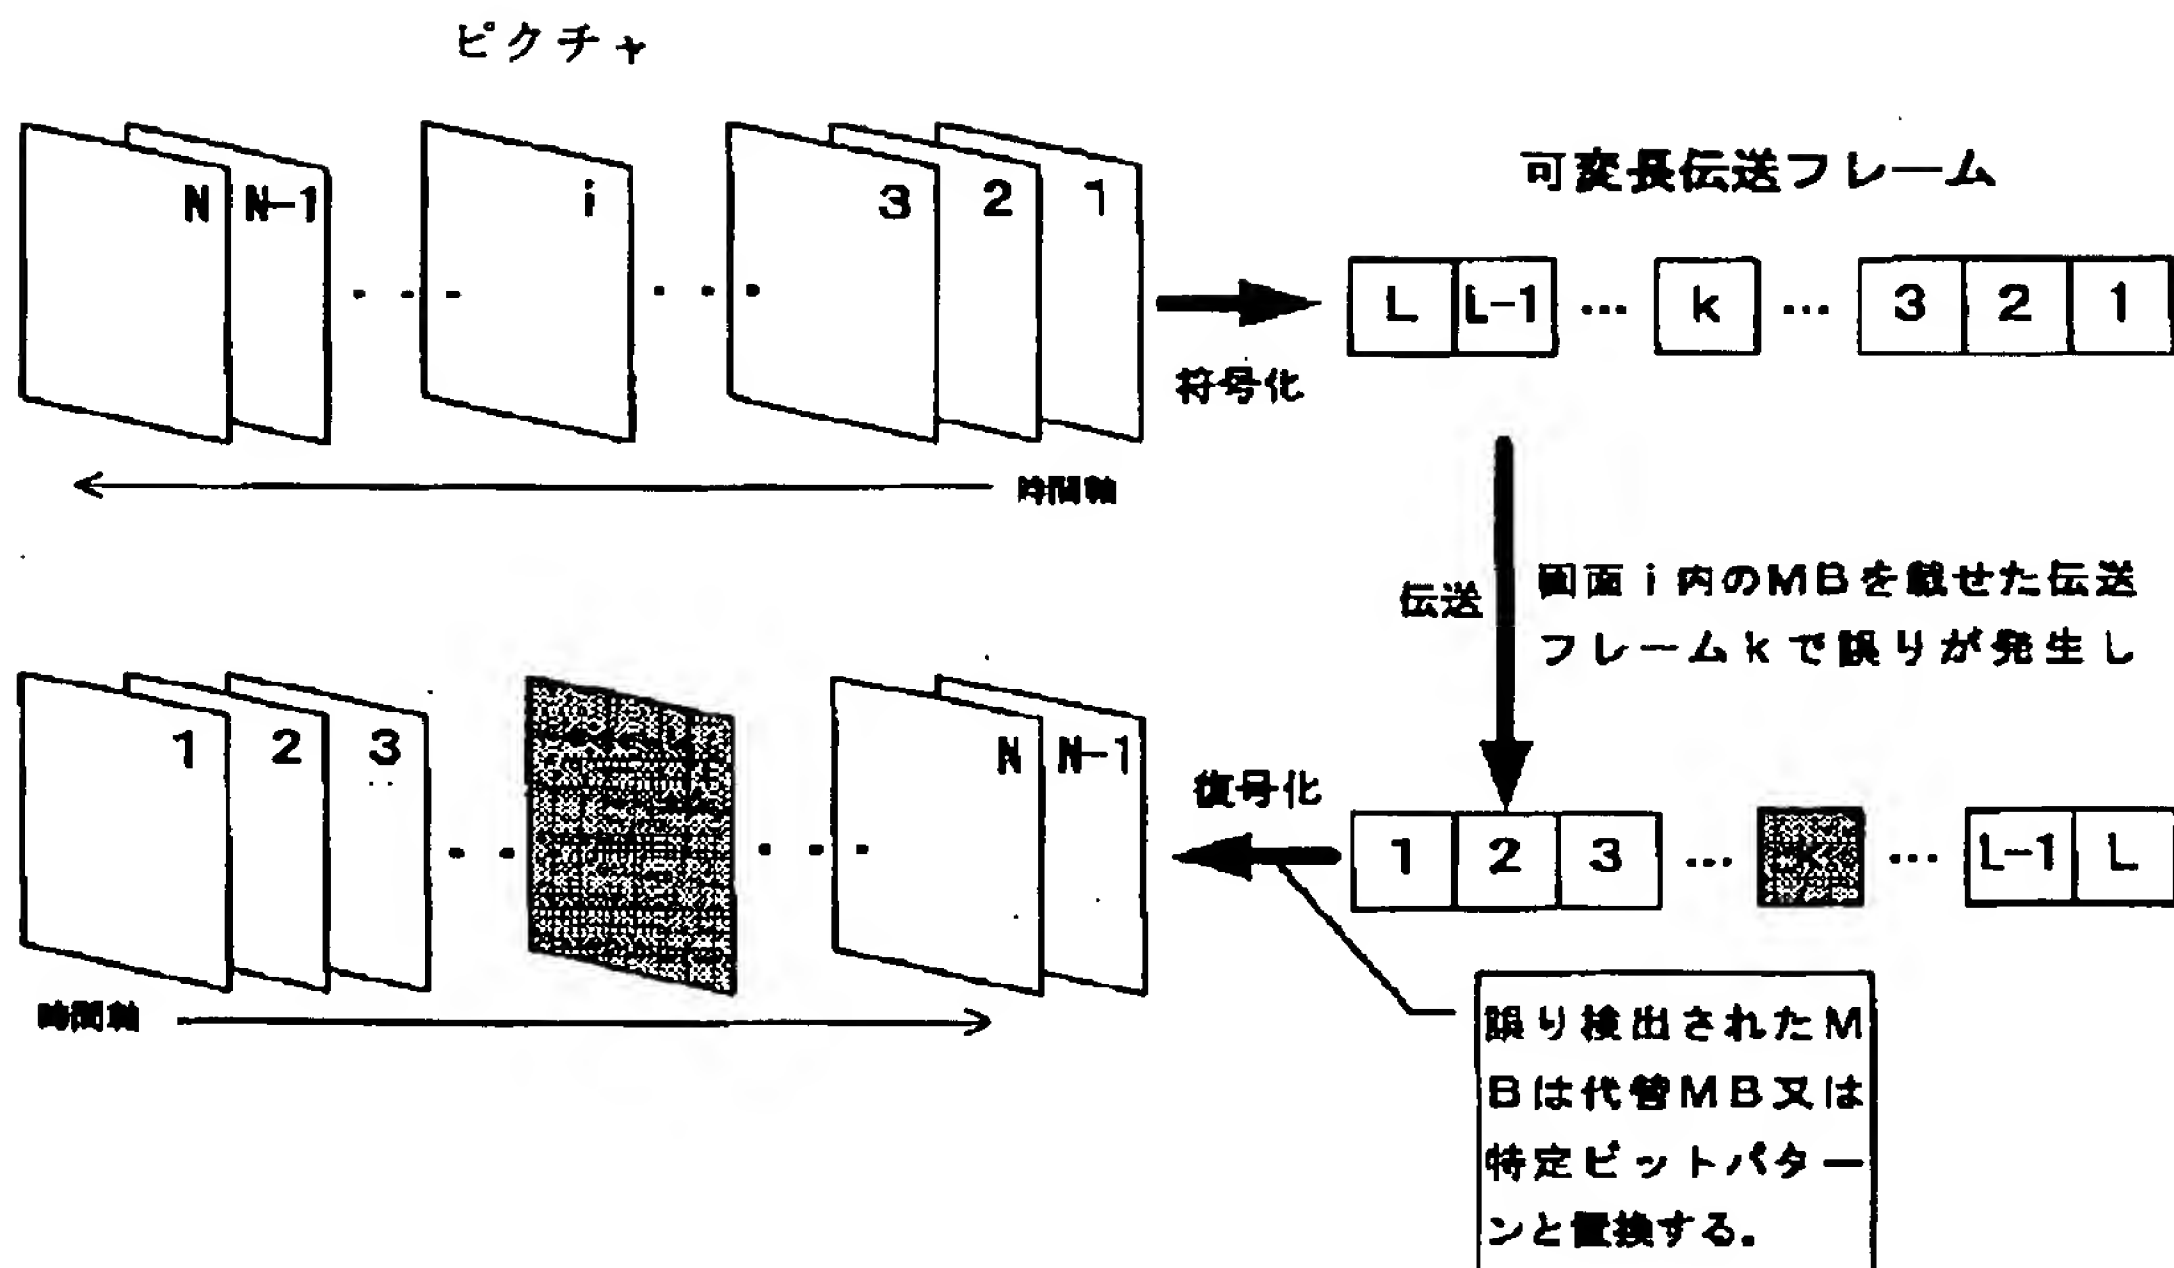 ピクチャ
N N-1 i 3 2 1
時間軸
符号化
可変長伝送フレーム
L L-1 … k … 3 2 1
伝送
画面i内のMBを載せた伝送
フレームkで誤りが発生し
1 2 3 … k … L-1 L
復号化
誤り検出されたM
Bは代替MB又は
特定ビットパター
ンと置換する。
1 2 3 N N-1
時間軸